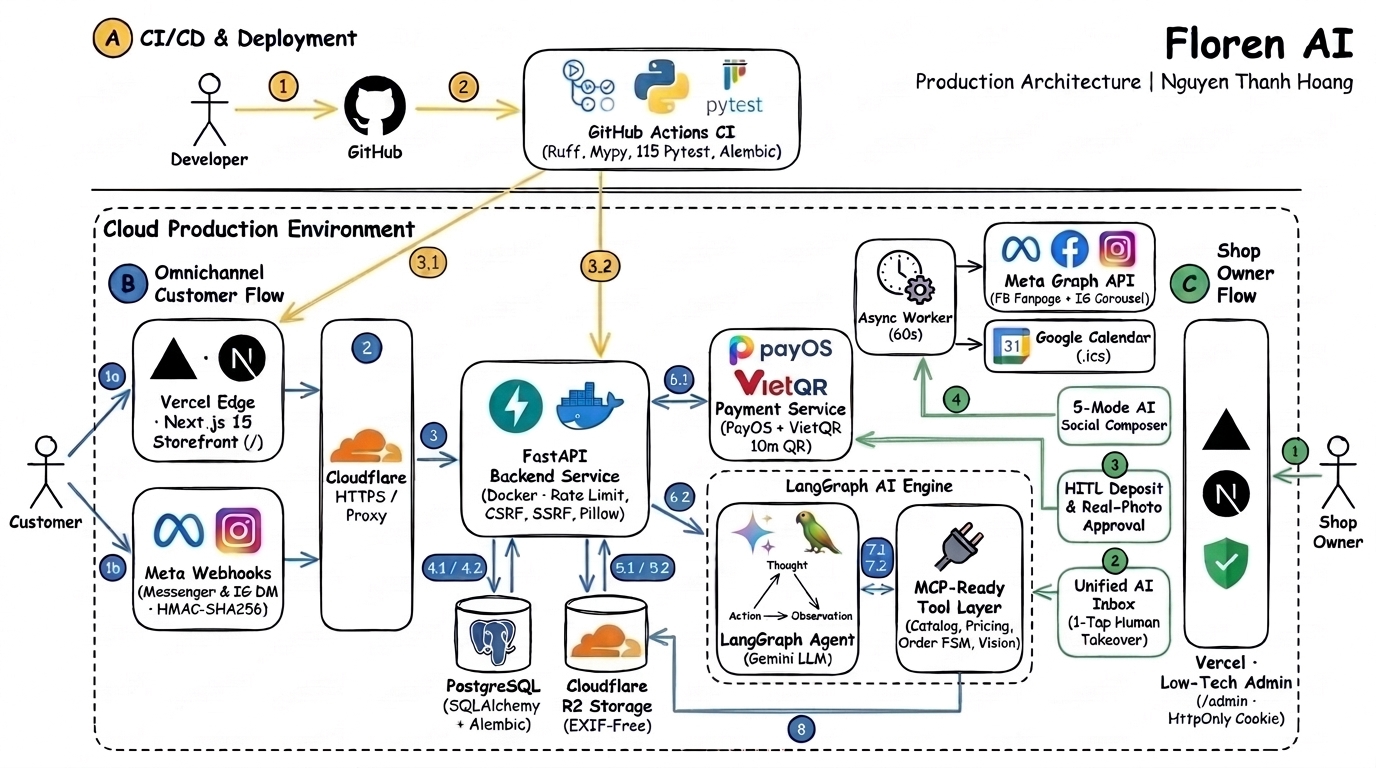 A CI/CD & Deployment
Floren AI
Production Architecture | Nguyen Thanh Hoang
1
2
Developer
GitHub
pytest
GitHub Actions CI
(Ruff, Mypy, 115 Pytest, Alembic)
3.1
3.2
Cloud Production Environment
B Omnichannel
Customer Flow
1a
1b
Customer
N
Vercel Edge
· Next.js 15
Storefront (/)
Meta Webhooks
(Messenger & IG DM
· HMAC-SHA256)
2
Cloudflare
HTTPS /
Proxy
3
FastAPI
Backend Service
(Docker · Rate Limit,
CSRF, SSRF, Pillow)
4.1 / 4.2
5.1 / 5.2
PostgreSQL
(SQLAlchemy
+ Alembic)
Cloudflare
R2 Storage
(EXIF-Free)
6.1
6.2
payOS
VIETQR
Payment Service
(PayOS + VietQR
10m QR)
LangGraph AI Engine
Thought
Action
Observation
LangGraph Agent
(Gemini LLM)
7.1
7.2
MCP-Ready
Tool Layer
(Catalog, Pricing,
Order FSM, Vision)
8
Async Worker
(60s)
Meta Graph API
(FB Fanpage + IG Carousel)
31
Google Calendar
(.ics)
C Shop
Owner
Flow
4
5-Mode AI
Social Composer
3
HITL Deposit
& Real-Photo
Approval
2
Unified AI
Inbox
(1-Tap Human
Takeover)
N
1
Shop
Owner
Vercel ·
Low-Tech Admin
(/admin ·
HttpOnly Cookie)